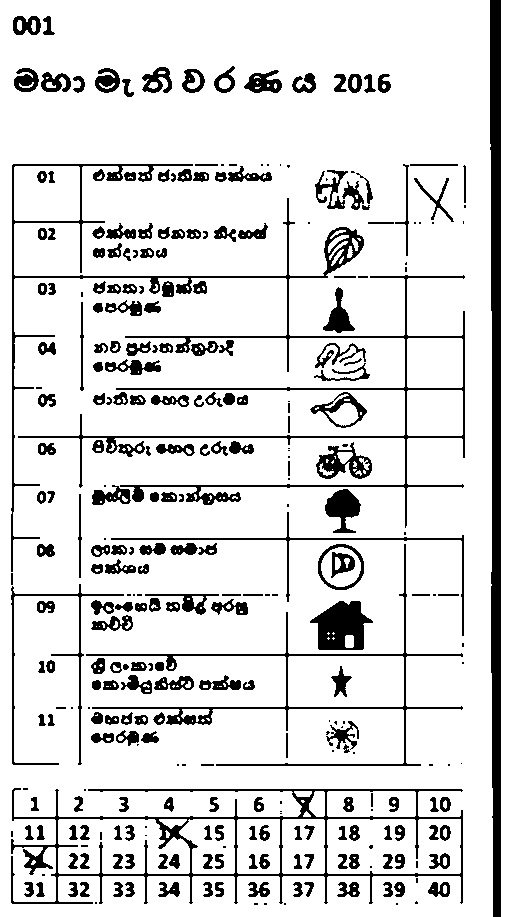 001
මහා මැතිවරණය 2016
01 එක්සත් ජාතික පක්ශය
02 එක්සත් ජනතා නිදහස්
සන්දානය
03 ජනතා විමුක්ති
පෙරමුණ
04 නව ප්‍රජාතන්ත්‍රවාදී
පෙරමුණ
05 ජාතික හෙල උරුමය
06 පිවිතුරු හෙල උරුමය
07 මුස්ලිම් කොන්ග්‍රසය
08 ලංකා සම සමාජ
පක්ශය
09 ඉලංගෙයි තමිල් අරසු
කච්චි
10 ශ්‍රී ලංකාවේ
කොමියුනිස්ට් පක්ෂය
11 මහජන එක්සත්
පෙරමුණ
1 2 3 4 5 6 7 8 9 10
11 12 13 14 15 16 17 18 19 20
21 22 23 24 25 16 17 28 29 30
31 32 33 34 35 36 37 38 39 40